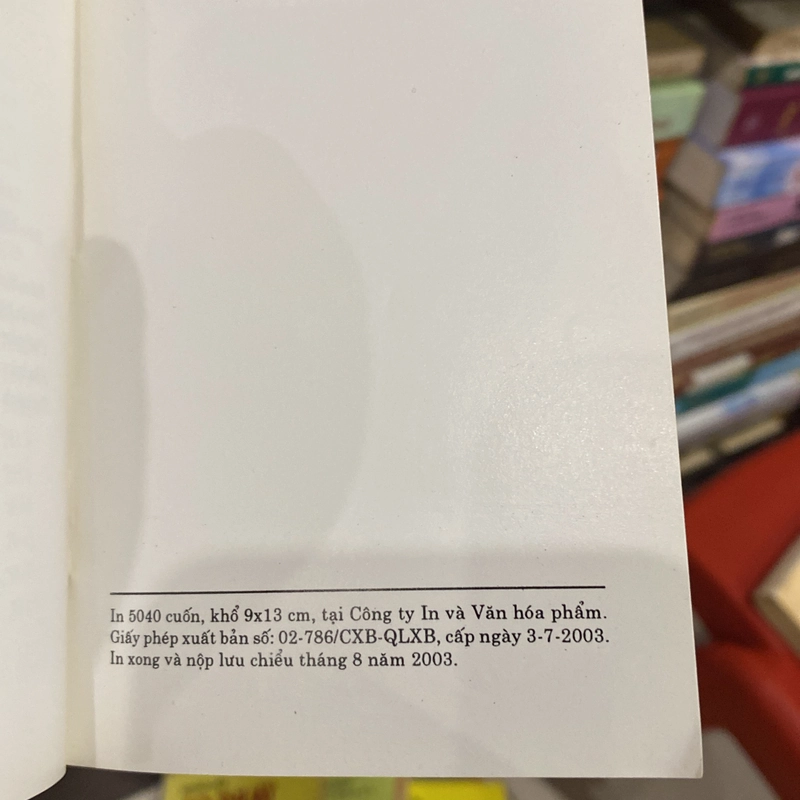 In 5040 cuốn, khổ 9x13 cm, tại Công ty In và Văn hóa phẩm.
Giấy phép xuất bản số: 02-786/CXB-QLXB, cấp ngày 3-7-2003.
In xong và nộp lưu chiểu tháng 8 năm 2003.